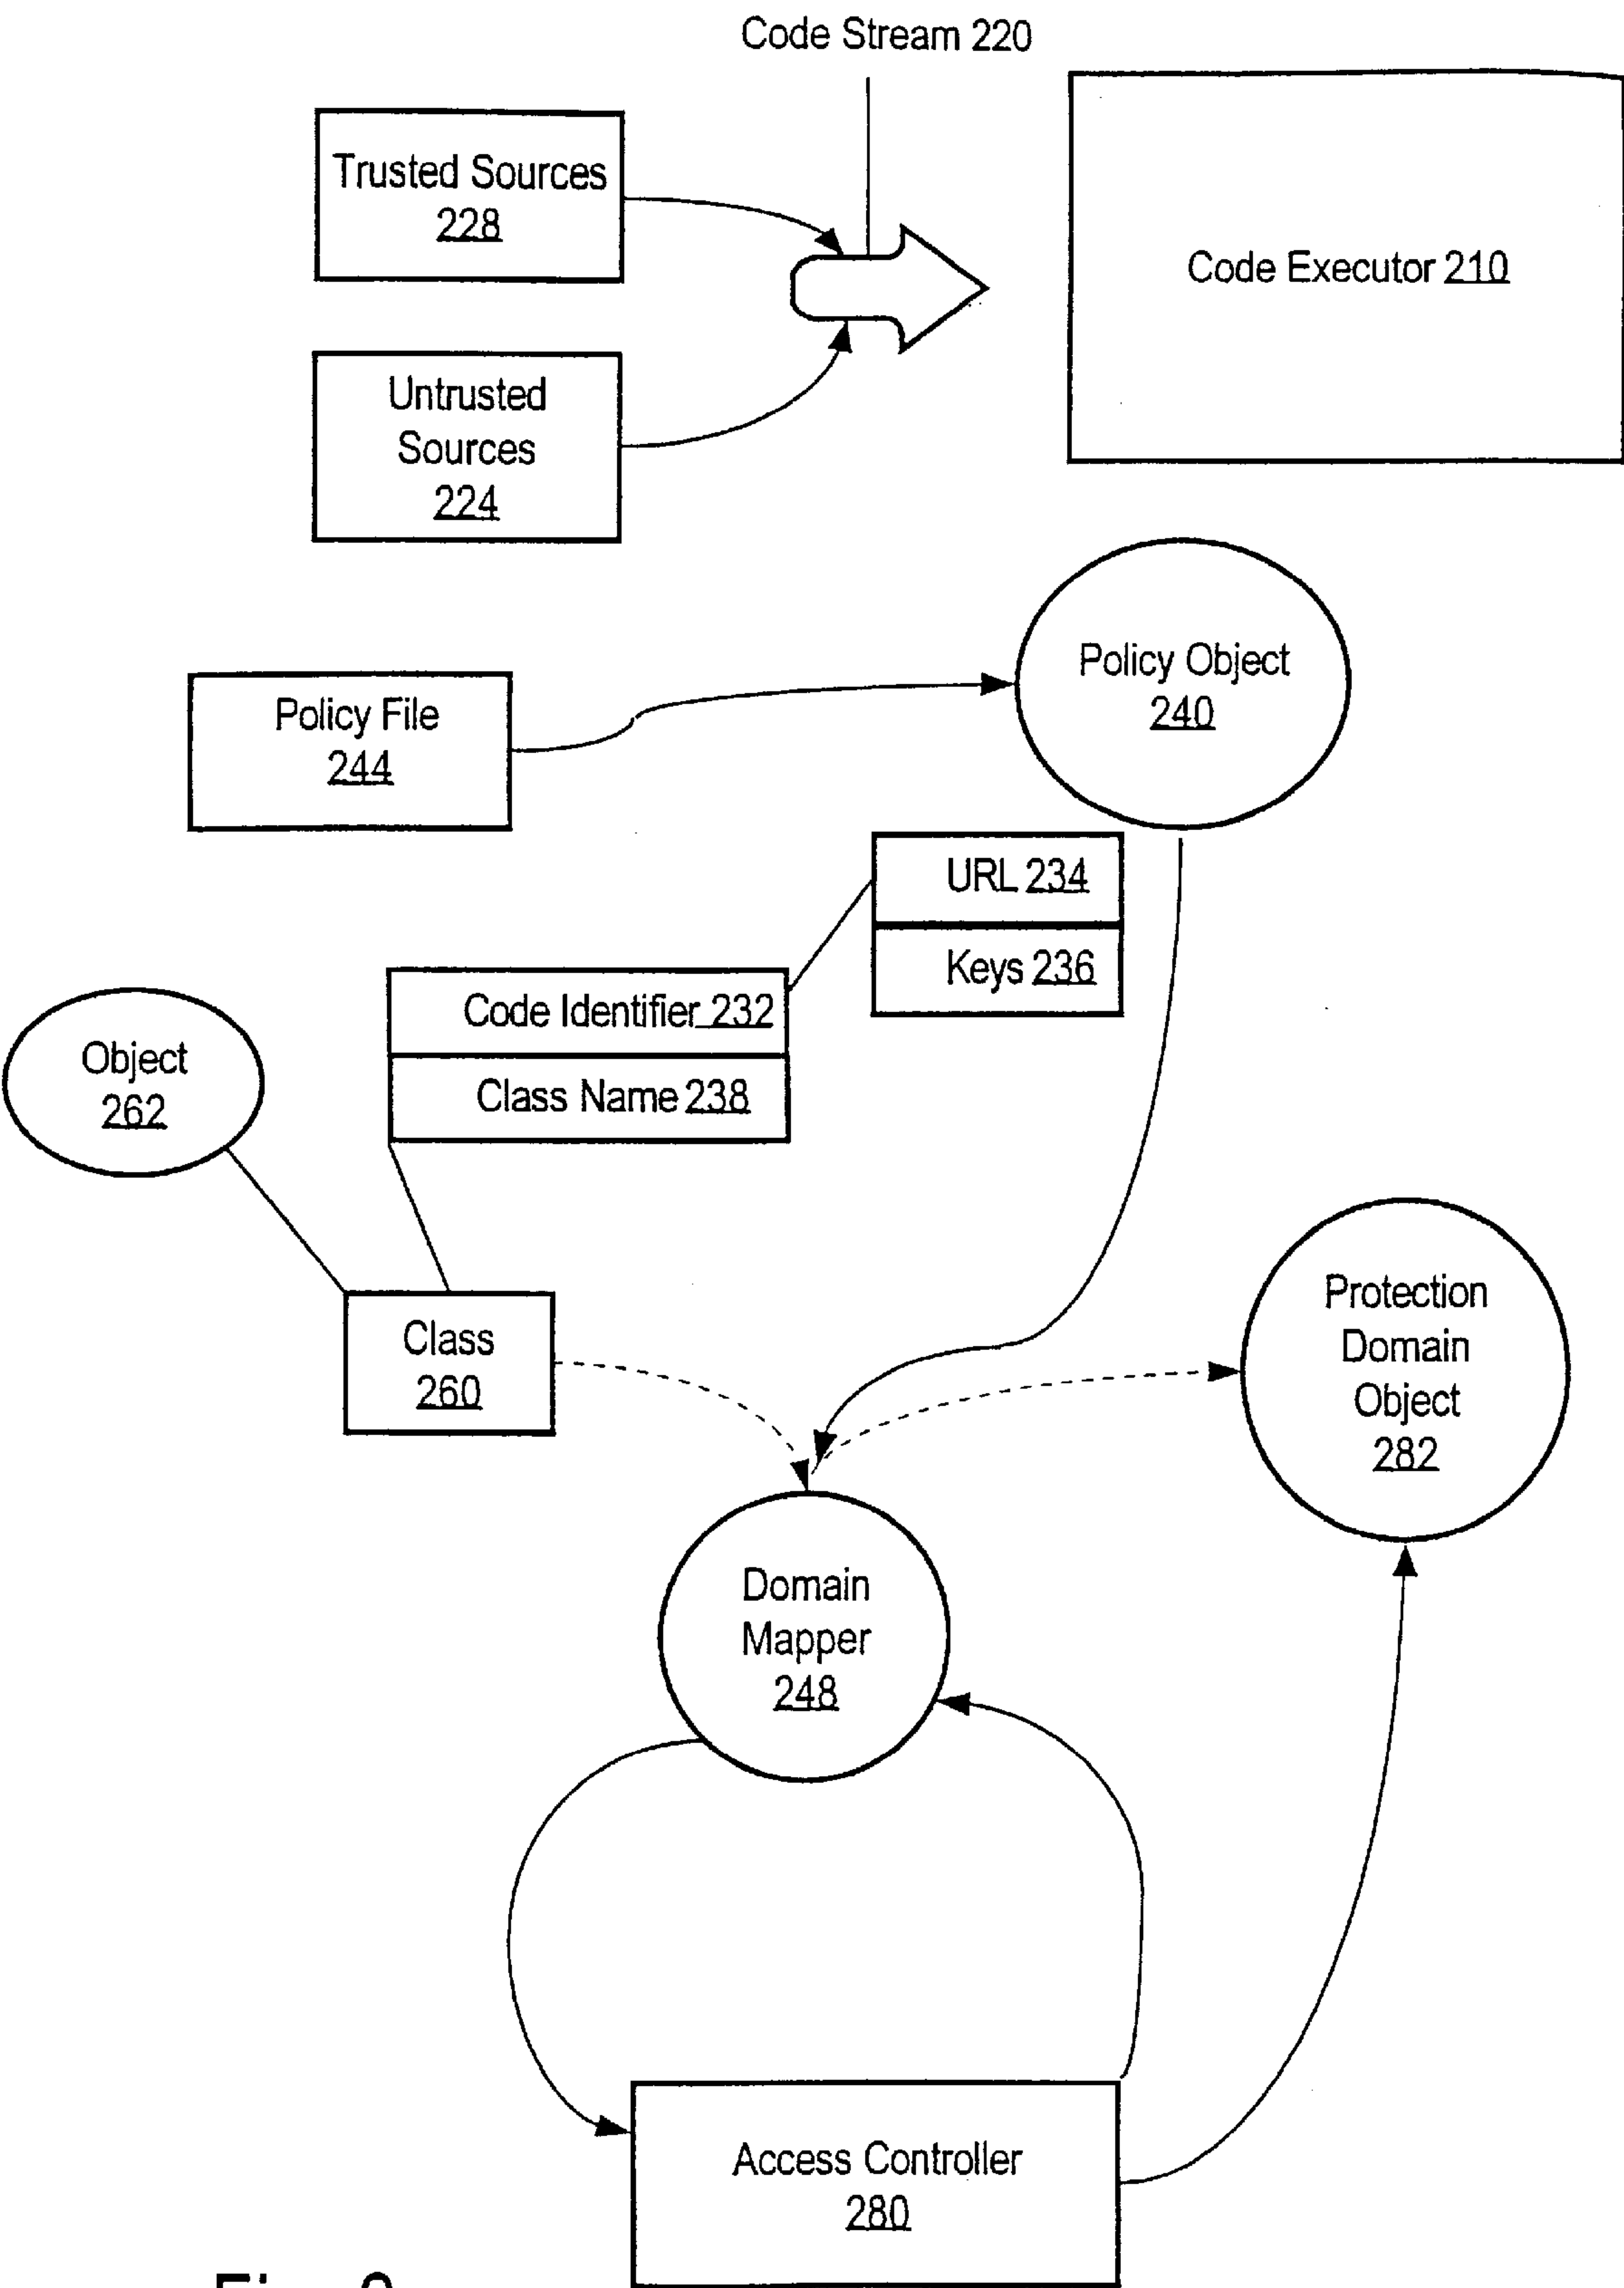 Code Stream 220
Trusted Sources
228
Code Executor 210
Untrusted
Sources
224
Policy Object
240
Policy File
244
URL 234
Keys 236
Code Identifier 232
Class Name 238
Object
262
Class
260
Protection
Domain
Object
282
Domain
Mapper
248
Access Controller
280